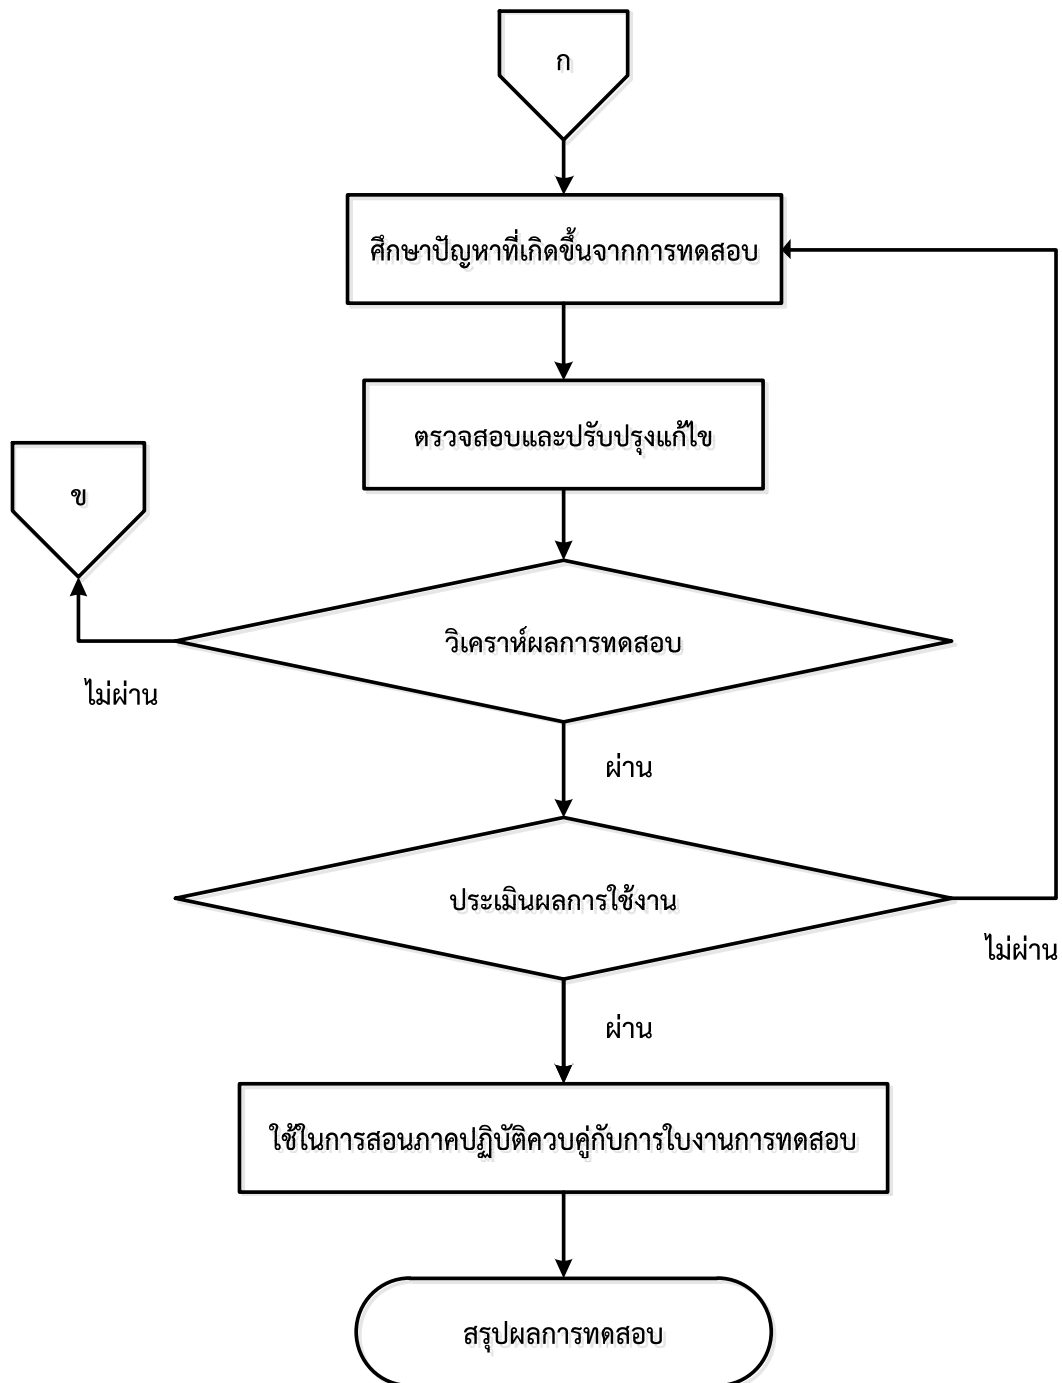 ก
ศึกษาปัญหาที่เกิดขึ้นจากการทดสอบ
ตรวจสอบและปรับปรุงแก้ไข
ข
วิเคราห์ผลการทดสอบ
ไม่ผ่าน
ผ่าน
ประเมินผลการใช้งาน
ไม่ผ่าน
ผ่าน
ใช้ในการสอนภาคปฏิบัติควบคู่กับการใบงานการทดสอบ
สรุปผลการทดสอบ